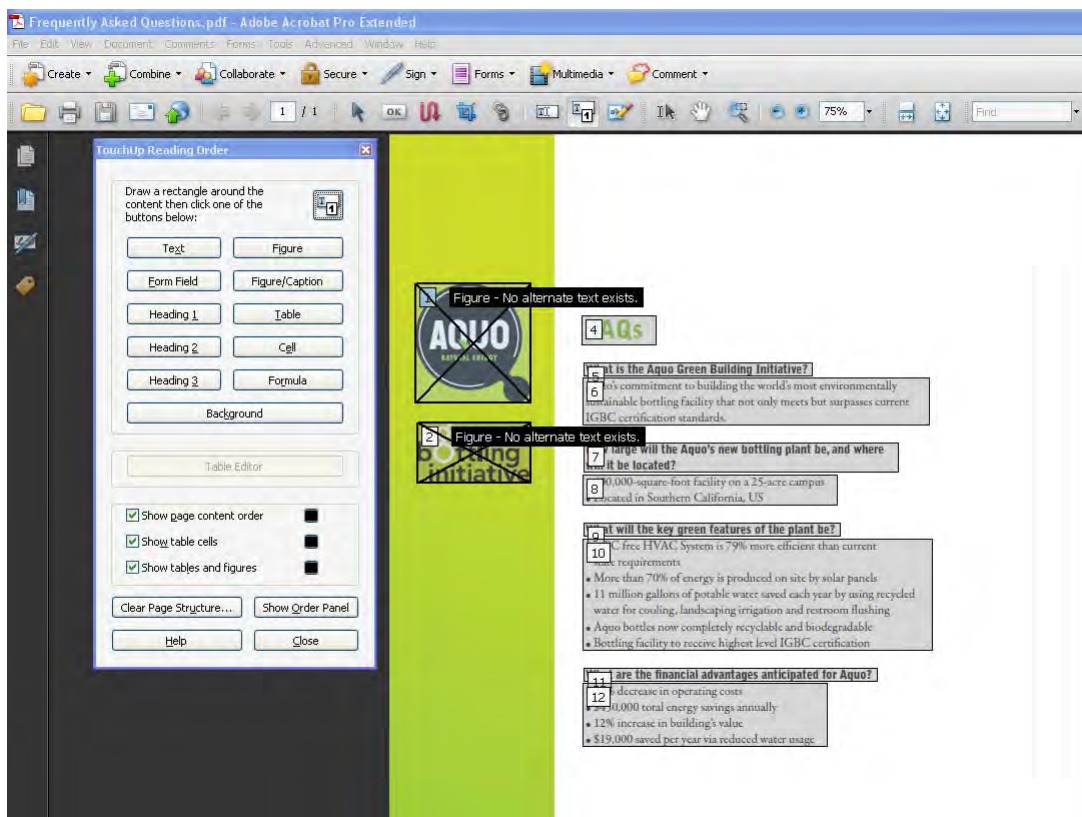 Frequently Asked Questions.pdf - Adobe Acrobat Pro Extended
File Edit View Document Comments Forms Tools Advanced Window Help
Create Combine Collaborate Secure Sign Forms Multimedia Comment
1 / 1 OK 75% Find
TouchUp Reading Order
Draw a rectangle around the
content then click one of the
buttons below:
Text Figure
Form Field Figure/Caption
Heading 1 Table
Heading 2 Cell
Heading 3 Formula
Background
Table Editor
Show page content order
Show table cells
Show tables and figures
Clear Page Structure... Show Order Panel
Help Close
1 Figure - No alternate text exists.
AQUO
NATURAL ENERGY
2 Figure - No alternate text exists.
bottling
initiative
4 AQs
5 What is the Aquo Green Building Initiative?
6 commitment to building the world's most environmentally
sustainable bottling facility that not only meets but surpasses current
IGBC certification standards.
7 large will the Aquo's new bottling plant be, and where
will it be located?
8 00,000-square-foot facility on a 25-acre campus
• Located in Southern California, US
9 What will the key green features of the plant be?
10 C free HVAC System is 79% more efficient than current
state requirements
• More than 70% of energy is produced on site by solar panels
• 11 million gallons of potable water saved each year by using recycled
water for cooling, landscaping irrigation and restroom flushing
• Aquo bottles now completely recyclable and biodegradable
• Bottling facility to receive highest level IGBC certification
11 What are the financial advantages anticipated for Aquo?
12 % decrease in operating costs
0,000 total energy savings annually
• 12% increase in building's value
• $19,000 saved per year via reduced water usage